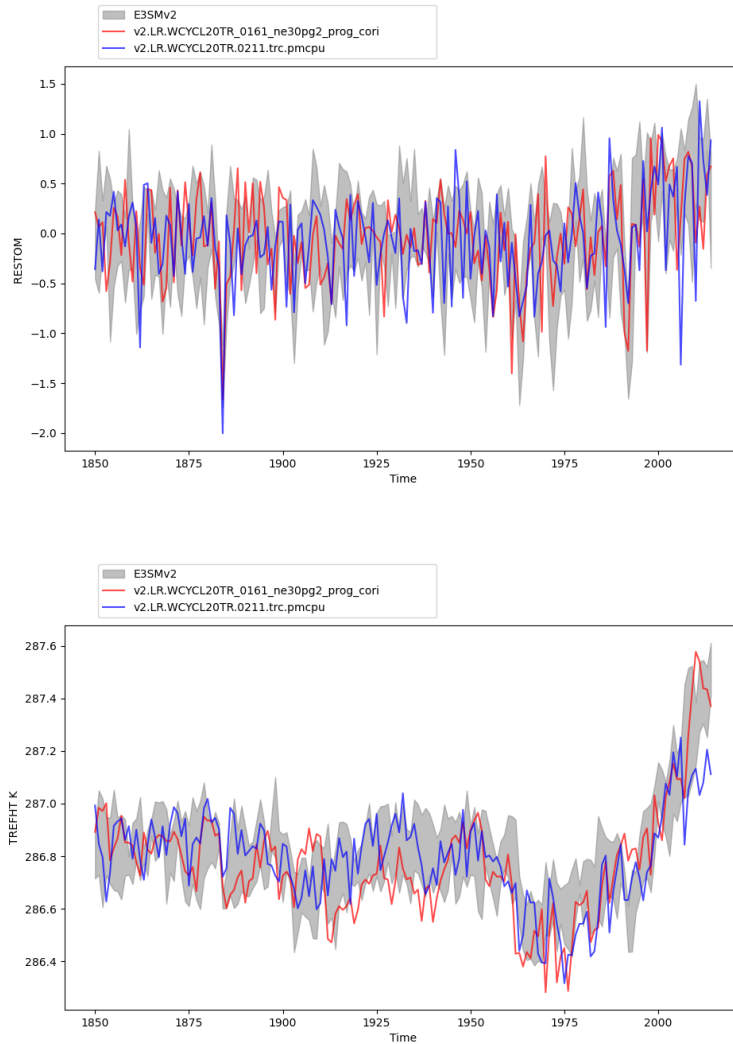 E3SMv2
v2.LR.WCYCL20TR_0161_ne30pg2_prog_cori
v2.LR.WCYCL20TR.0211.trc.pmcpu
1.5
1.0
0.5
0.0
−0.5
−1.0
−1.5
−2.0
RESTOM
1850 1875 1900 1925 1950 1975 2000
Time
E3SMv2
v2.LR.WCYCL20TR_0161_ne30pg2_prog_cori
v2.LR.WCYCL20TR.0211.trc.pmcpu
287.6
287.4
287.2
287.0
286.8
286.6
286.4
TREFHT K
1850 1875 1900 1925 1950 1975 2000
Time